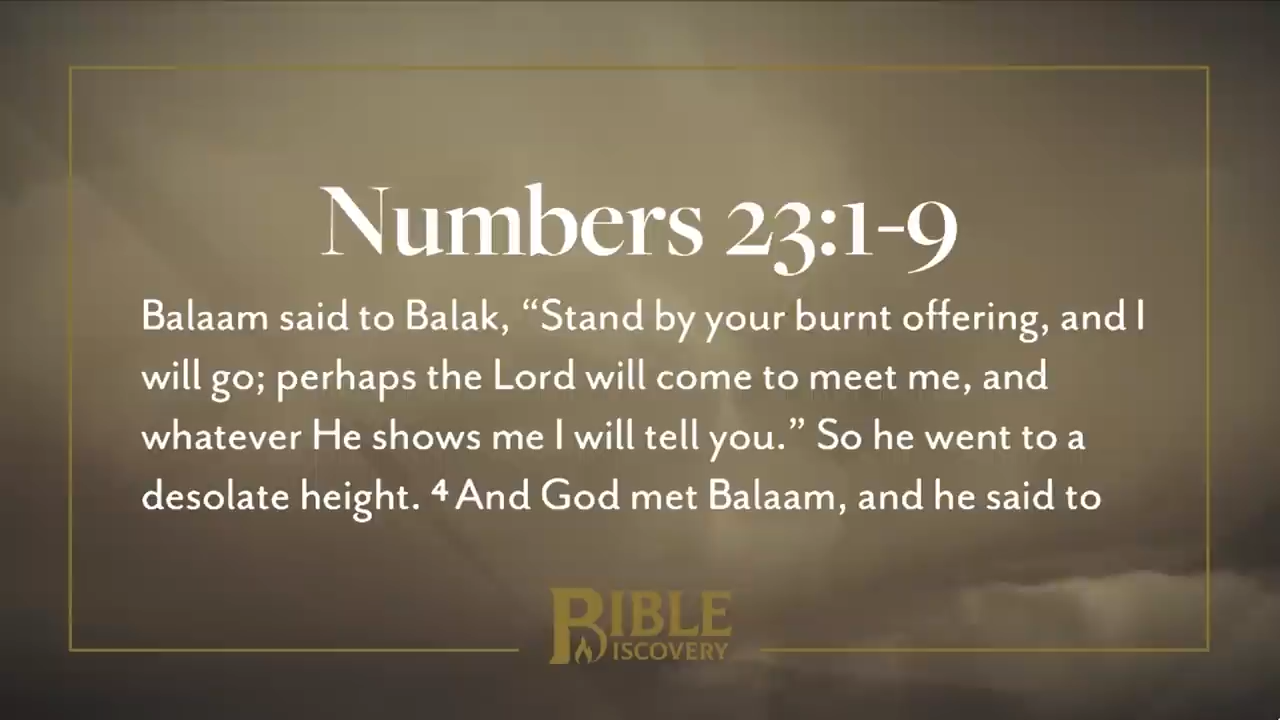 Numbers 23:1-9
Balaam said to Balak, “Stand by your burnt offering, and I
will go; perhaps the Lord will come to meet me, and
whatever He shows me I will tell you.” So he went to a
desolate height. ⁴ And God met Balaam, and he said to
BIBLE
DISCOVERY